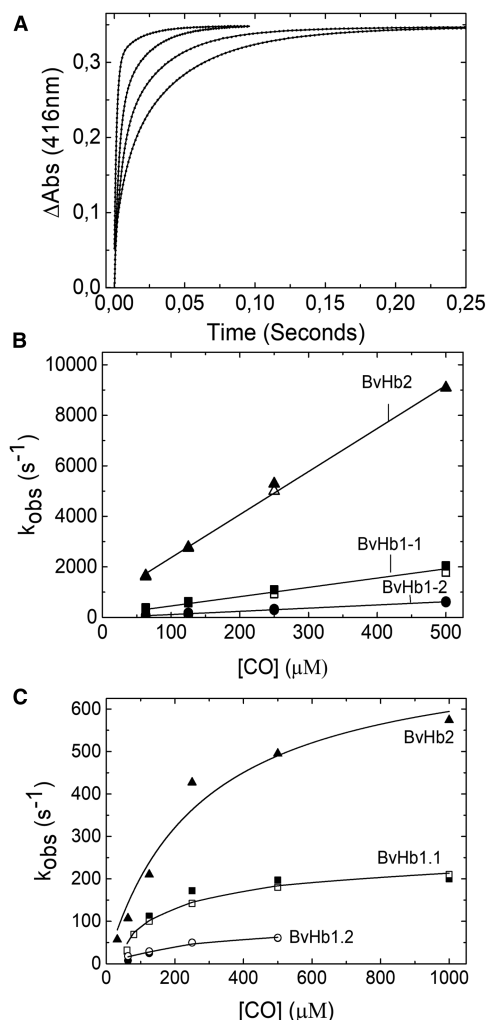 A
ΔAbs (416nm)
0,3
0,2
0,1
0,0
0,00 0,05 0,10 0,15 0,20 0,25
Time (Seconds)
B
kobs (s-1)
10000
8000
6000
4000
2000
0
BvHb2
BvHb1-1
BvHb1-2
0 100 200 300 400 500
[CO] (μM)
C
kobs (s-1)
600
500
400
300
200
100
0
BvHb2
BvHb1.1
BvHb1.2
0 200 400 600 800 1000
[CO] (μM)